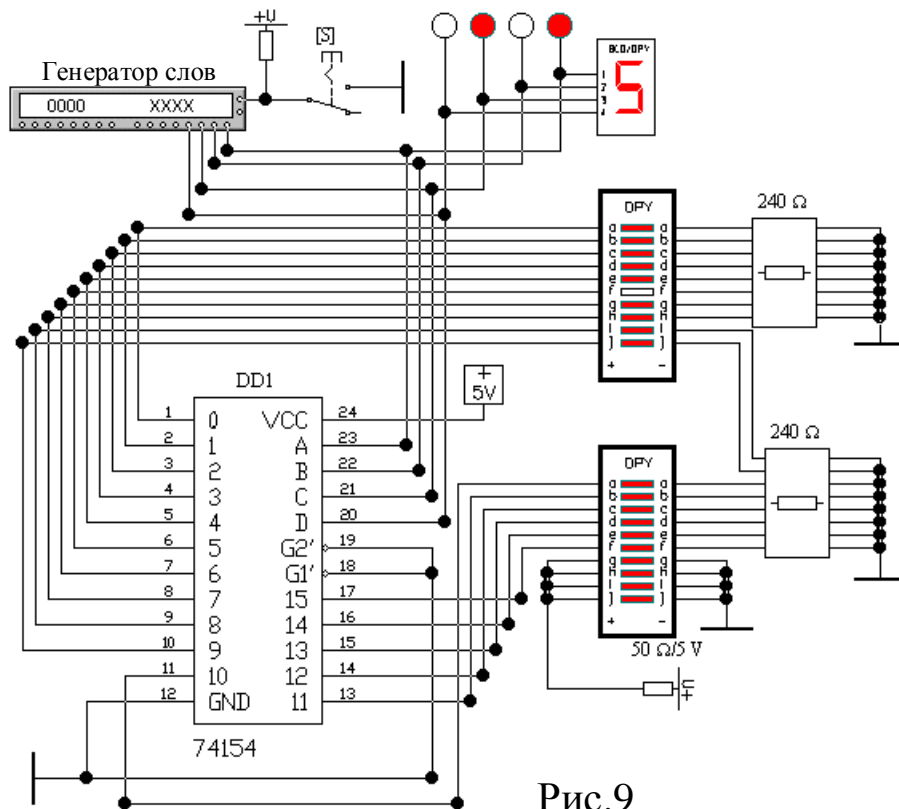 +U
[S]
Генератор слов
0000 XXXX
BCD/DPY
1
2
3
4
5
DPY
a a
b b
c c
d d
e e
f f
g g
h h
i i
j j
+ -
240 Ω
DD1
+
5V
1 0 VCC 24
2 1 A 23
3 2 B 22
4 3 C 21
5 4 D 20
6 5 G2' 19
7 6 G1' 18
8 7 15 17
9 8 14 16
10 9 13 15
11 10 12 14
12 GND 11 13
74154
DPY
a a
b b
c c
d d
e e
f f
g g
h h
i i
j j
+ -
240 Ω
50 Ω/5 V
+U
Рис.9